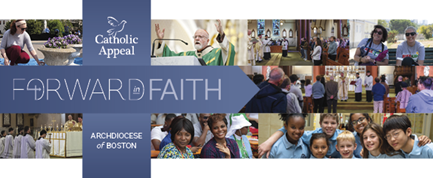 Catholic
Appeal
FORWARD in FAITH
ARCHDIOCESE
of BOSTON